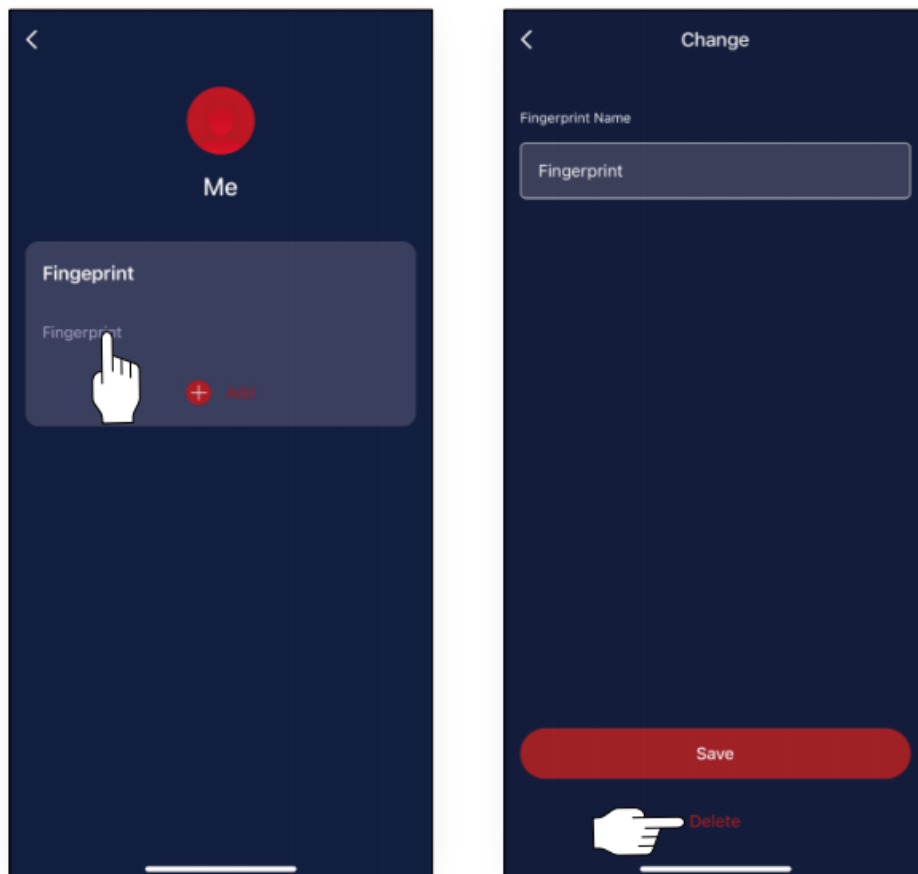 Me
Fingeprint
Fingerprint
Add
Change
Fingerprint Name
Fingerprint
Save
Delete